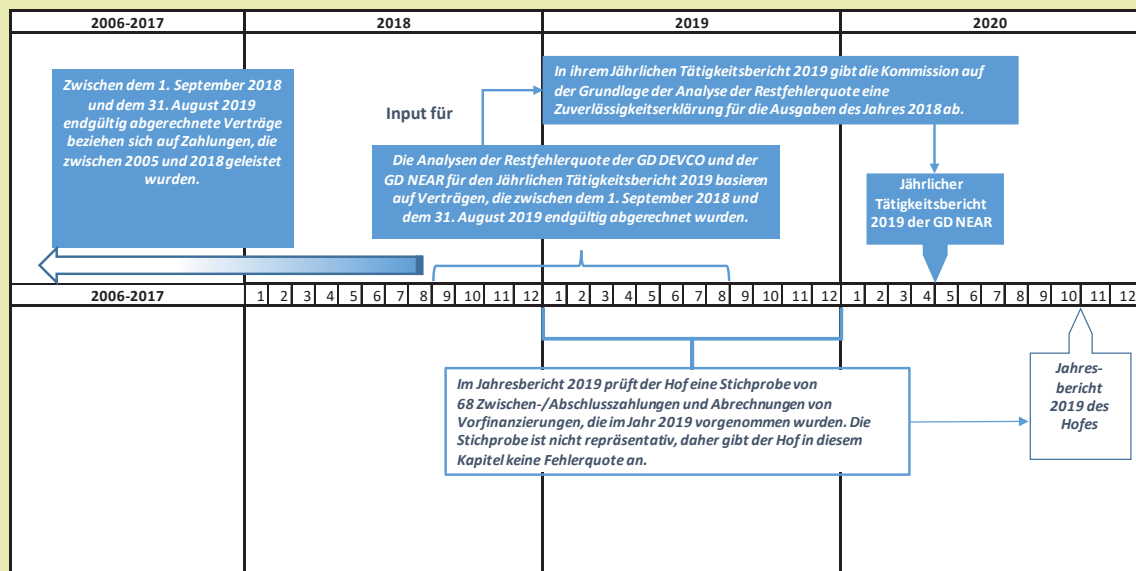 2006-2017 2018 2019 2020
Zwischen dem 1. September 2018
und dem 31. August 2019
endgültig abgerechnete Verträge
beziehen sich auf Zahlungen, die
zwischen 2005 und 2018 geleistet
wurden.
Input für
In ihrem Jährlichen Tätigkeitsbericht 2019 gibt die Kommission auf
der Grundlage der Analyse der Restfehlerquote eine
Zuverlässigkeitserklärung für die Ausgaben des Jahres 2018 ab.
Die Analysen der Restfehlerquote der GD DEVCO und der
GD NEAR für den Jährlichen Tätigkeitsbericht 2019 basieren
auf Verträgen, die zwischen dem 1. September 2018 und
dem 31. August 2019 endgültig abgerechnet wurden.
Jährlicher
Tätigkeitsbericht
2019 der GD NEAR
2006-2017 1 2 3 4 5 6 7 8 9 10 11 12 1 2 3 4 5 6 7 8 9 10 11 12 1 2 3 4 5 6 7 8 9 10 11 12
Im Jahresbericht 2019 prüft der Hof eine Stichprobe von
68 Zwischen-/Abschlusszahlungen und Abrechnungen von
Vorfinanzierungen, die im Jahr 2019 vorgenommen wurden. Die
Stichprobe ist nicht repräsentativ, daher gibt der Hof in diesem
Kapitel keine Fehlerquote an.
Jahres-
bericht
2019 des
Hofes